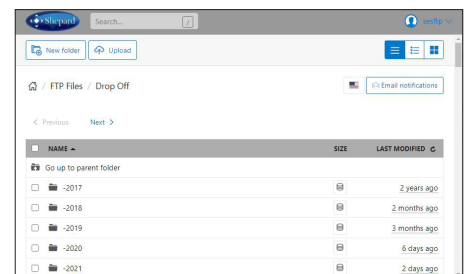 Shepard Search... / sesftp
New folder Upload
/ FTP Files / Drop Off Email notifications
< Previous Next >
NAME SIZE LAST MODIFIED
Go up to parent folder
-2017 2 years ago
-2018 2 months ago
-2019 3 months ago
-2020 6 days ago
-2021 2 days ago